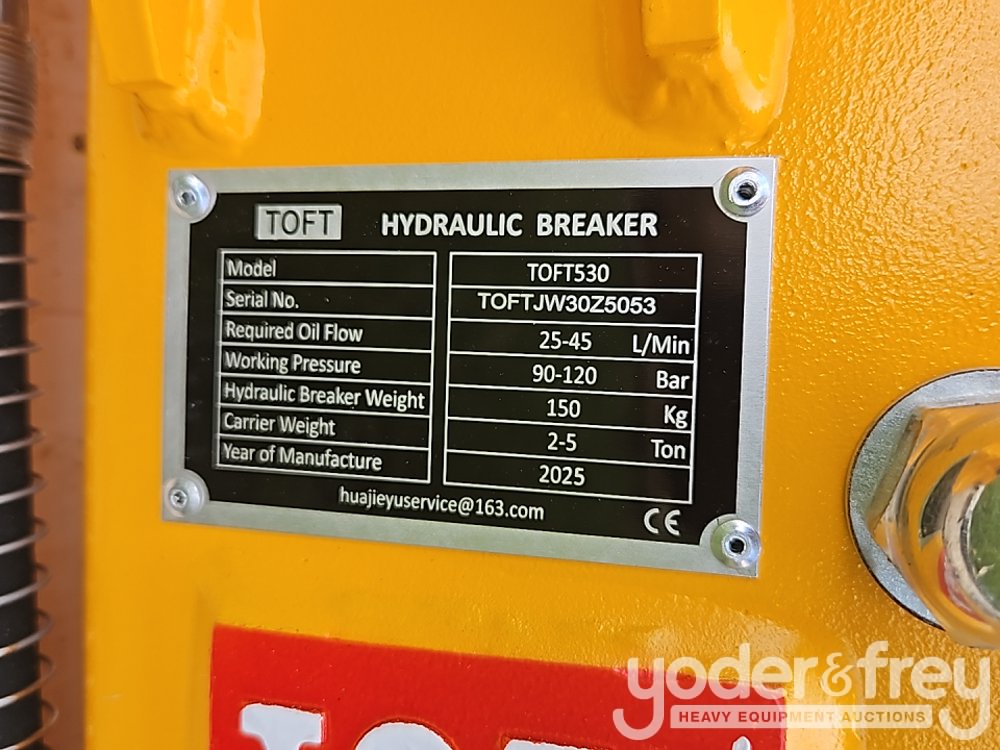 TOFT HYDRAULIC BREAKER
Model TOFT530
Serial No. TOFTJW30Z5053
Required Oil Flow 25-45 L/Min
Working Pressure 90-120 Bar
Hydraulic Breaker Weight 150 Kg
Carrier Weight 2-5 Ton
Year of Manufacture 2025
huajieyuservice@163.com CE
yoder&frey
HEAVY EQUIPMENT AUCTIONS